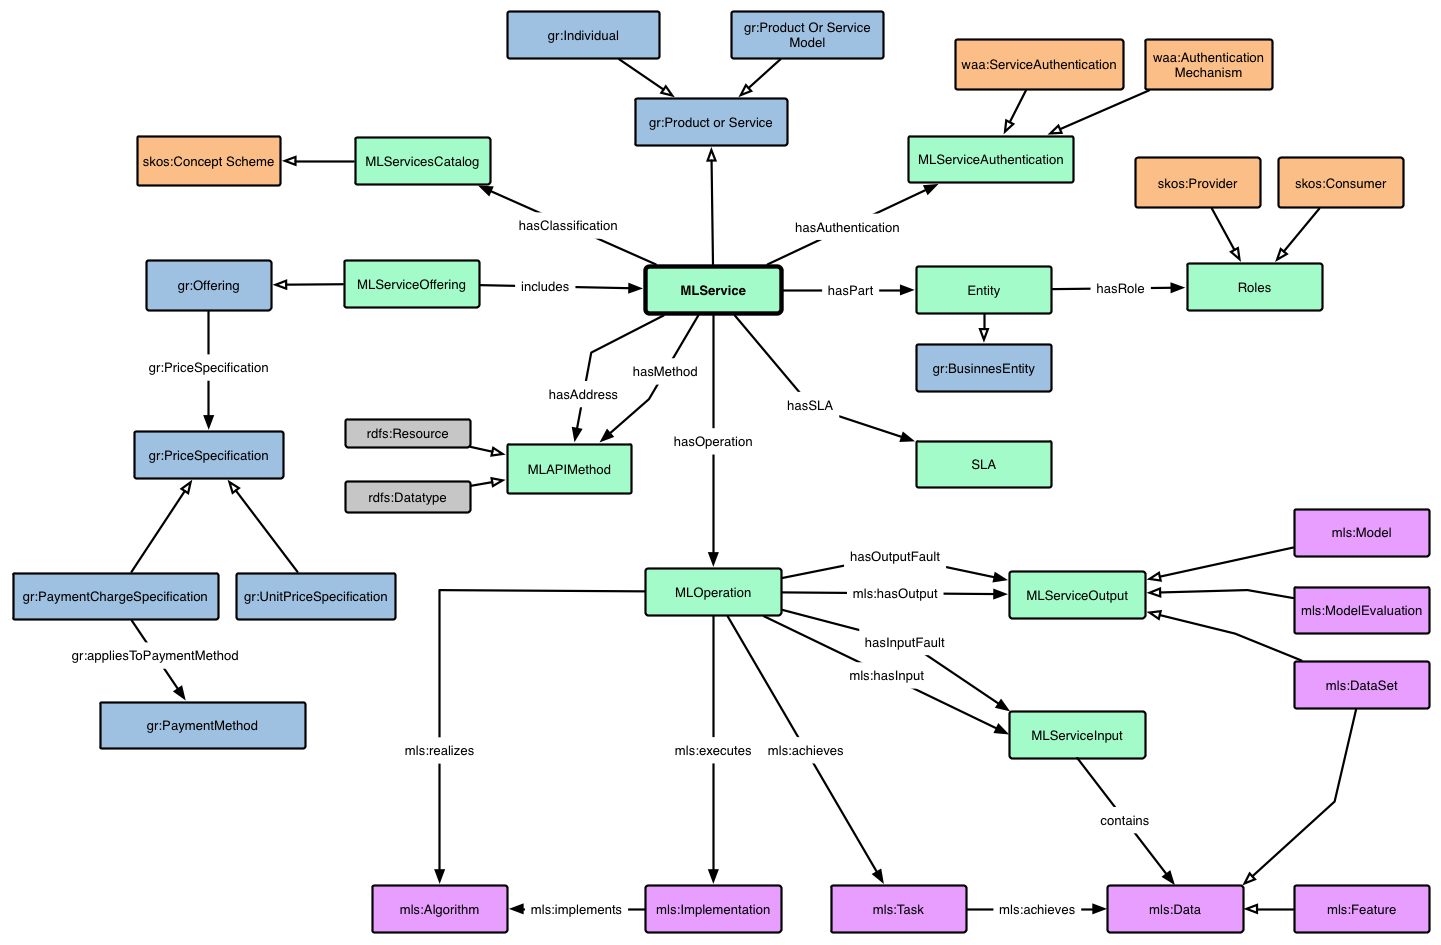 gr:Individual
gr:Product Or Service
Model
waa:ServiceAuthentication
waa:Authentication
Mechanism
gr:Product or Service
skos:Concept Scheme
MLServicesCatalog
MLServiceAuthentication
skos:Provider
skos:Consumer
hasClassification
hasAuthentication
gr:Offering
MLServiceOffering
includes
MLService
hasPart
Entity
hasRole
Roles
gr:PriceSpecification
hasMethod
gr:BusinnesEntity
hasAddress
hasSLA
rdfs:Resource
hasOperation
gr:PriceSpecification
MLAPIMethod
SLA
rdfs:Datatype
mls:Model
hasOutputFault
gr:PaymentChargeSpecification
gr:UnitPriceSpecification
MLOperation
mls:hasOutput
MLServiceOutput
mls:ModelEvaluation
hasInputFault
gr:appliesToPaymentMethod
mls:hasInput
mls:DataSet
gr:PaymentMethod
MLServiceInput
mls:realizes
mls:executes
mls:achieves
contains
mls:Algorithm
mls:implements
mls:Implementation
mls:Task
mls:achieves
mls:Data
mls:Feature